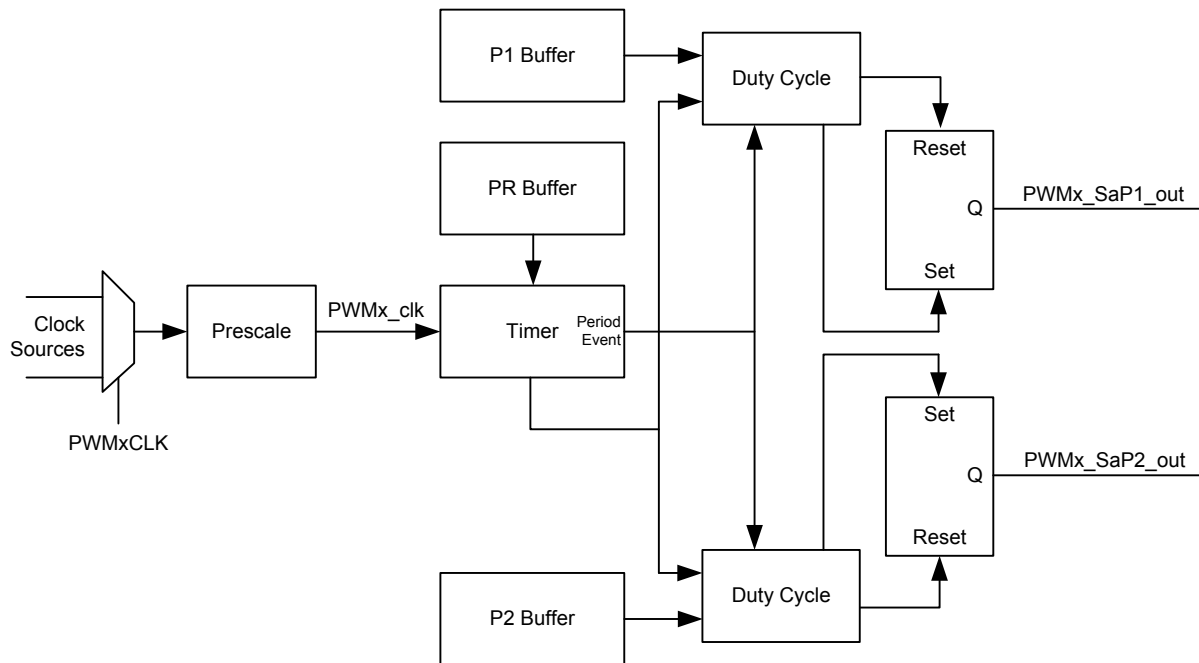 P1 Buffer
Duty Cycle
Reset
PR Buffer
Q
PWMx_SaP1_out
Set
Clock
Sources
Prescale
PWMx_clk
Timer
Period
Event
PWMxCLK
Set
Q
PWMx_SaP2_out
Reset
Duty Cycle
P2 Buffer